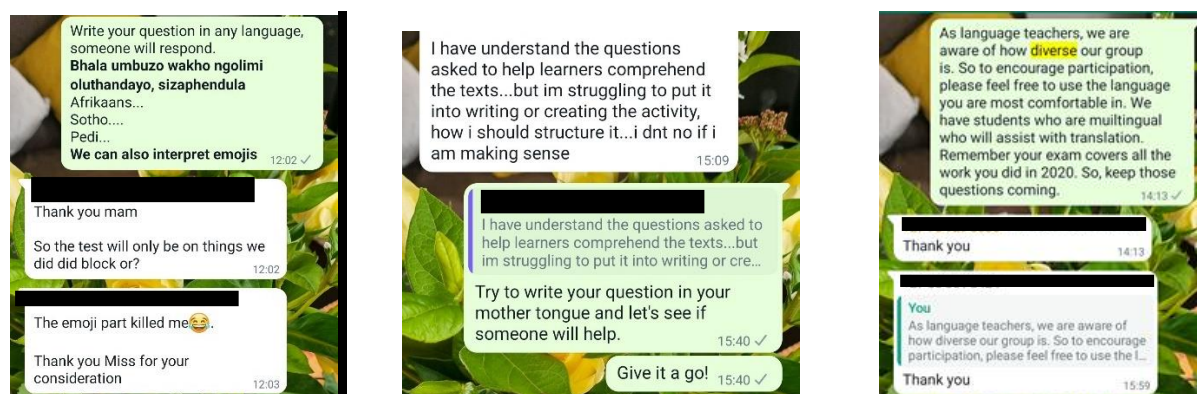 Write your question in any language,
someone will respond.
Bhala umbuzo wakho ngolimi
oluthandayo, sizaphendula
Afrikaans...
Sotho....
Pedi...
We can also interpret emojis 12:02
Thank you mam
So the test will only be on things we
did did block or?
12:02
The emoji part killed me😂.
Thank you Miss for your
consideration
12:03
I have understand the questions
asked to help learners comprehend
the texts...but im struggling to put it
into writing or creating the activity,
how i should structure it...i dnt no if i
am making sense
15:09
I have understand the questions asked to
help learners comprehend the texts...but
im struggling to put it into writing or cre...
Try to write your question in your
mother tongue and let's see if
someone will help.
15:40
Give it a go! 15:40
As language teachers, we are
aware of how diverse our group
is. So to encourage participation,
please feel free to use the language
you are most comfortable in. We
have students who are muiltingual
who will assist with translation.
Remember your exam covers all the
work you did in 2020. So, keep those
questions coming.
14:13
Thank you
14:13
You
As language teachers, we are aware of
how diverse our group is. So to encourage
participation, please feel free to use the l...
Thank you
15:59